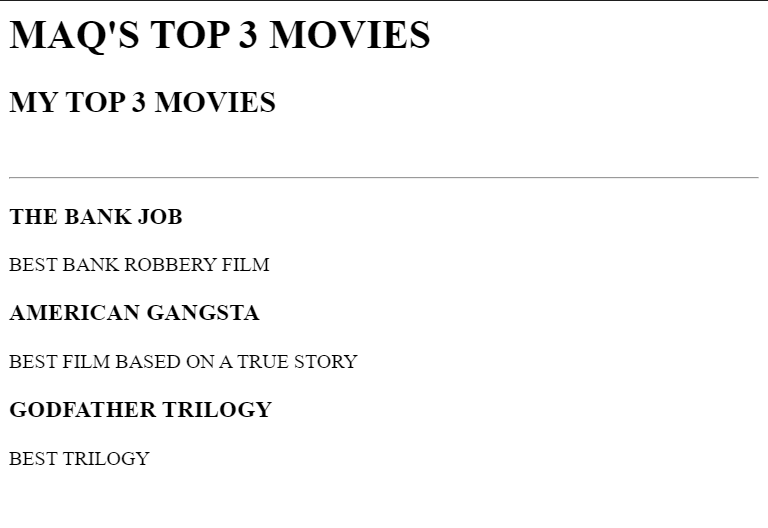 MAQ'S TOP 3 MOVIES
MY TOP 3 MOVIES
THE BANK JOB
BEST BANK ROBBERY FILM
AMERICAN GANGSTA
BEST FILM BASED ON A TRUE STORY
GODFATHER TRILOGY
BEST TRILOGY